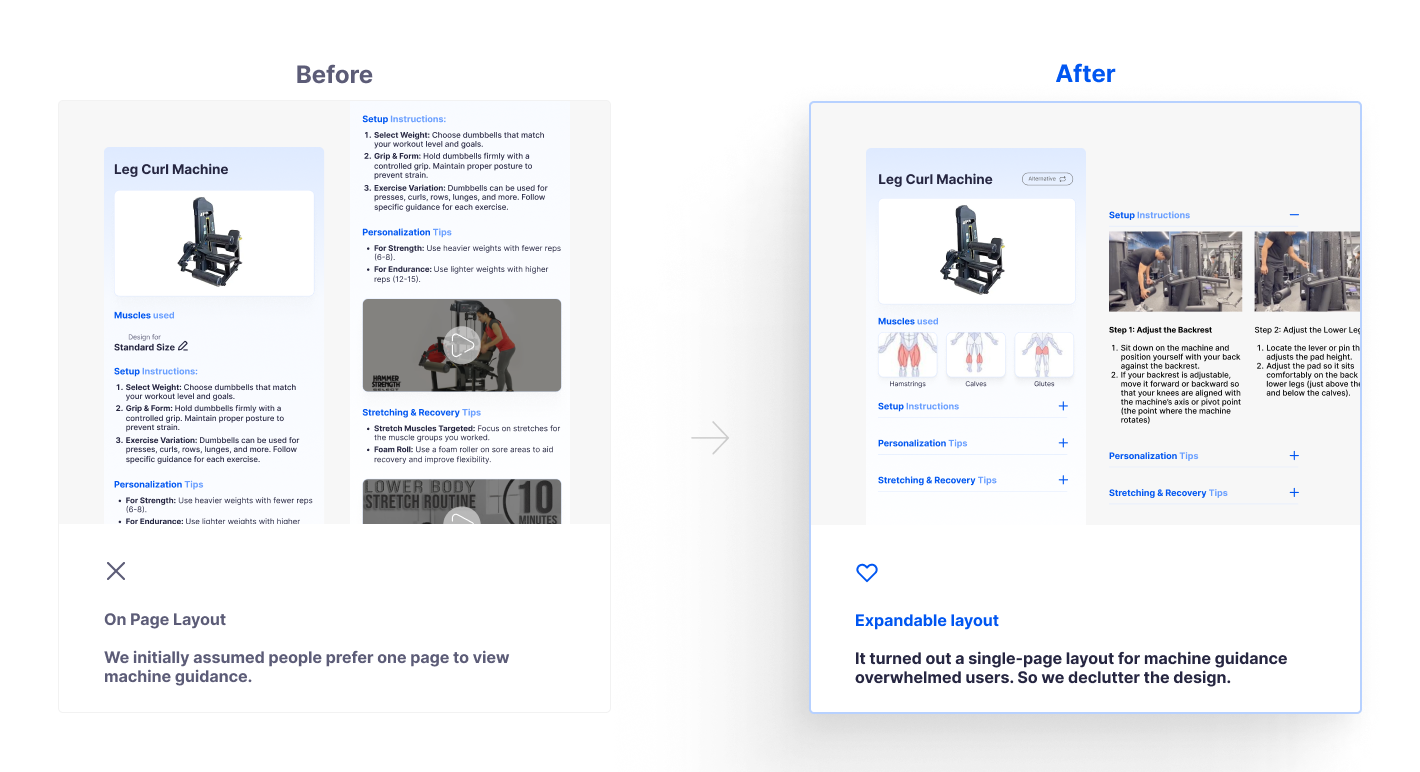 Before
Leg Curl Machine
Muscles used
Design for
Standard Size
Setup Instructions:
1. Select Weight: Choose dumbbells that match
your workout level and goals.
2. Grip & Form: Hold dumbbells firmly with a
controlled grip. Maintain proper posture to
prevent strain.
3. Exercise Variation: Dumbbells can be used for
presses, curls, rows, lunges, and more. Follow
specific guidance for each exercise.
Personalization Tips
• For Strength: Use heavier weights with fewer reps
(6-8).
• For Endurance: Use lighter weights with higher
Setup Instructions:
1. Select Weight: Choose dumbbells that match
your workout level and goals.
2. Grip & Form: Hold dumbbells firmly with a
controlled grip. Maintain proper posture to
prevent strain.
3. Exercise Variation: Dumbbells can be used for
presses, curls, rows, lunges, and more. Follow
specific guidance for each exercise.
Personalization Tips
• For Strength: Use heavier weights with fewer reps
(6-8).
• For Endurance: Use lighter weights with higher
reps (12-15).
HAMMER
STRENGTH
SELECT
Stretching & Recovery Tips
• Stretch Muscles Targeted: Focus on stretches for
the muscle groups you worked.
• Foam Roll: Use a foam roller on sore areas to aid
recovery and improve flexibility.
LOWER BODY
STRETCH ROUTINE
10
MINUTES
On Page Layout
We initially assumed people prefer one page to view
machine guidance.
After
Leg Curl Machine
Alternative
Muscles used
Hamstrings
Calves
Glutes
Setup Instructions
Personalization Tips
Stretching & Recovery Tips
Setup Instructions
Step 1: Adjust the Backrest
1. Sit down on the machine and
position yourself with your back
against the backrest.
2. If your backrest is adjustable,
move it forward or backward so
that your knees are aligned with
the machine's axis or pivot point
(the point where the machine
rotates)
Step 2: Adjust the Lower Leg
1. Locate the lever or pin th
adjusts the pad height.
2. Adjust the pad so it sits
comfortably on the back
lower legs (just above the
and below the calves).
Personalization Tips
Stretching & Recovery Tips
Expandable layout
It turned out a single-page layout for machine guidance
overwhelmed users. So we declutter the design.